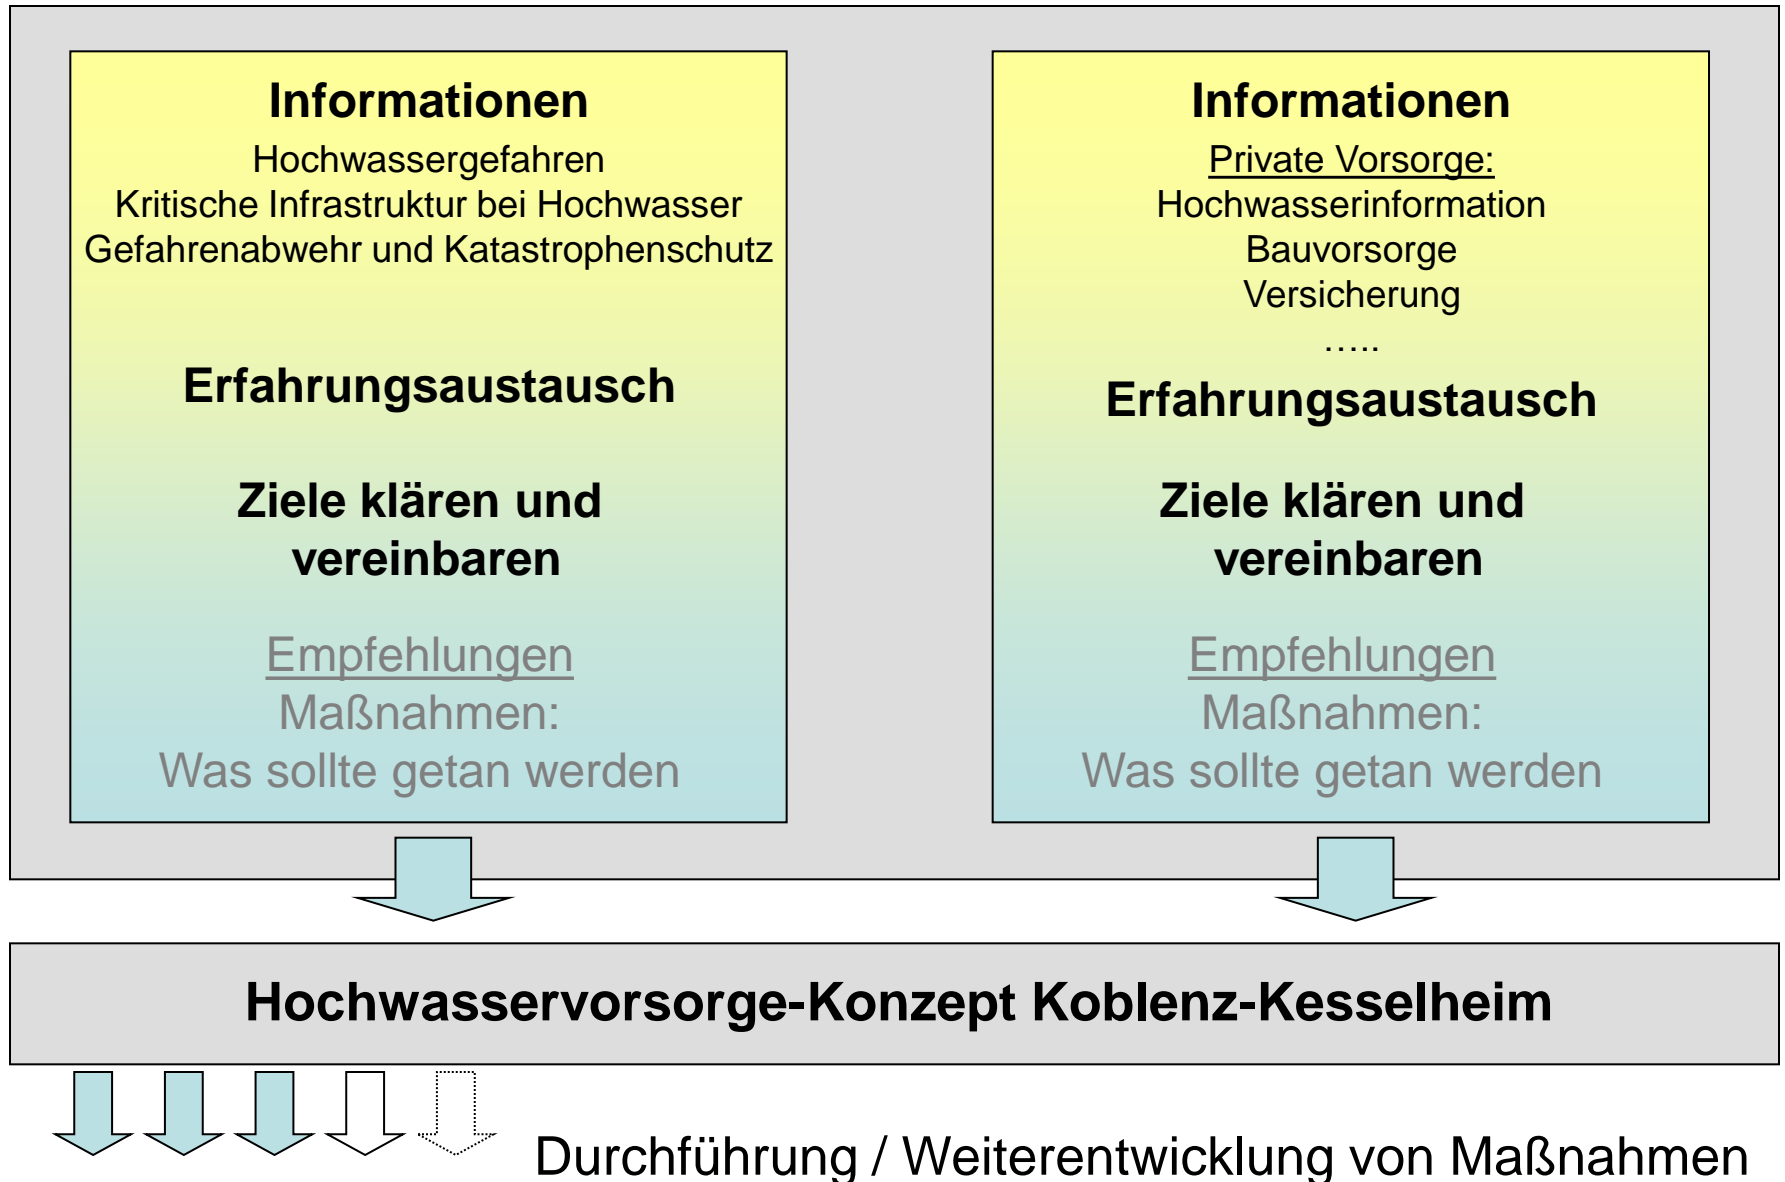 Informationen
Hochwassergefahren
Kritische Infrastruktur bei Hochwasser
Gefahrenabwehr und Katastrophenschutz
Erfahrungsaustausch
Ziele klären und
vereinbaren
Empfehlungen
Maßnahmen:
Was sollte getan werden
Informationen
Private Vorsorge:
Hochwasserinformation
Bauvorsorge
Versicherung
…..
Erfahrungsaustausch
Ziele klären und
vereinbaren
Empfehlungen
Maßnahmen:
Was sollte getan werden
Hochwasservorsorge-Konzept Koblenz-Kesselheim
Durchführung / Weiterentwicklung von Maßnahmen